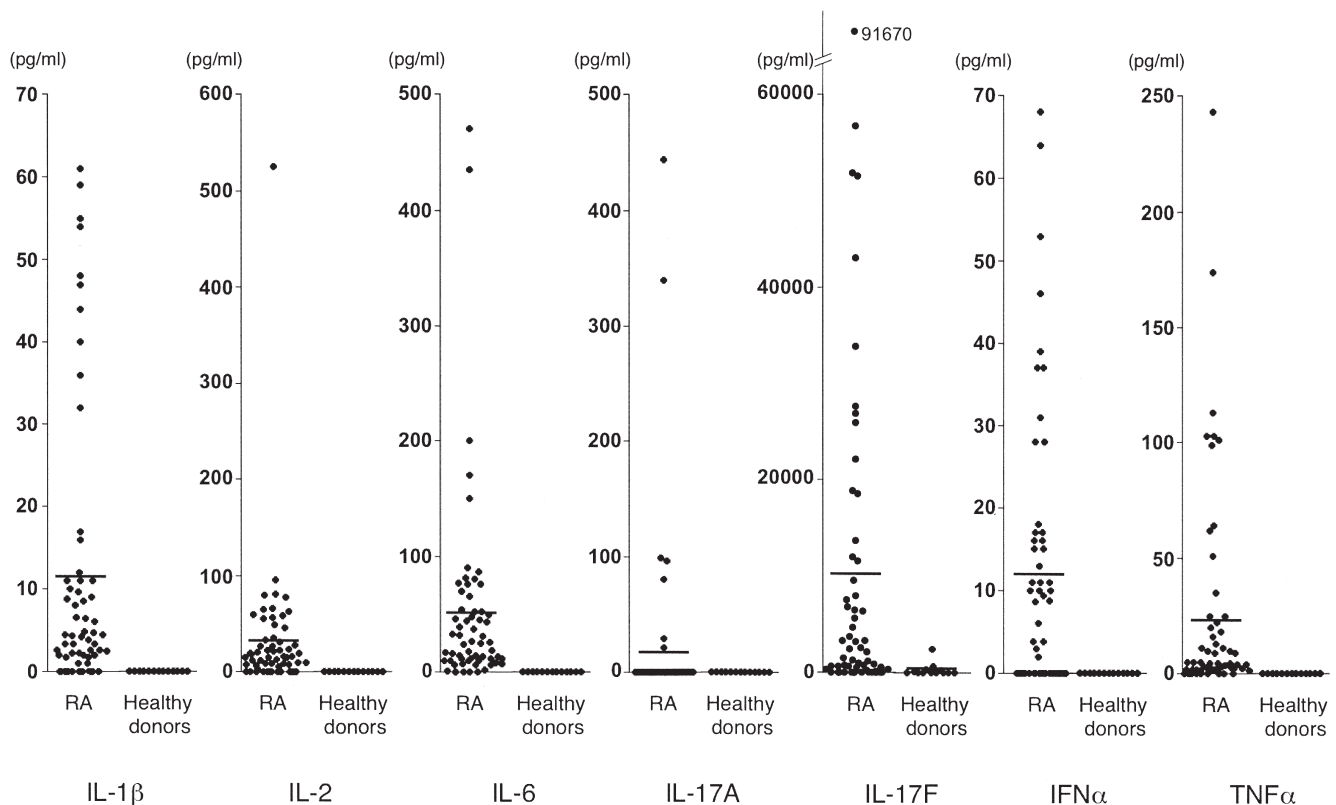 91670
(pg/ml) (pg/ml) (pg/ml) (pg/ml) (pg/ml) (pg/ml) (pg/ml)
70 600 500 500 60000 70 250
60 500 400 400 40000 60 200
50 400 300 300 20000 50 150
40 300 200 200 0 40 100
30 200 100 100 30 50
20 100 0 0 20 0
10 0 10
0 0
RA Healthy donors RA Healthy donors RA Healthy donors RA Healthy donors RA Healthy donors RA Healthy donors RA Healthy donors
IL-1β IL-2 IL-6 IL-17A IL-17F IFNα TNFα